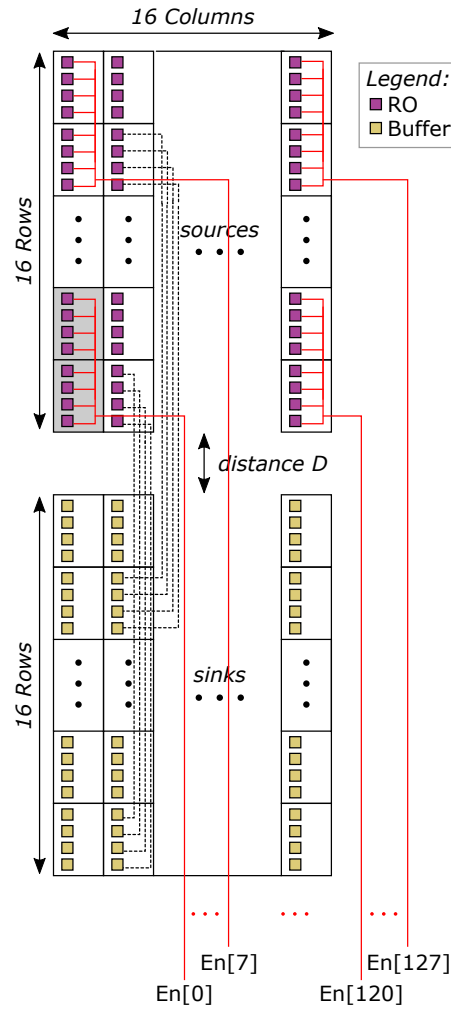 16 Columns
Legend:
RO
Buffer
16 Rows
sources
distance D
16 Rows
sinks
En[7]
En[127]
En[0]
En[120]